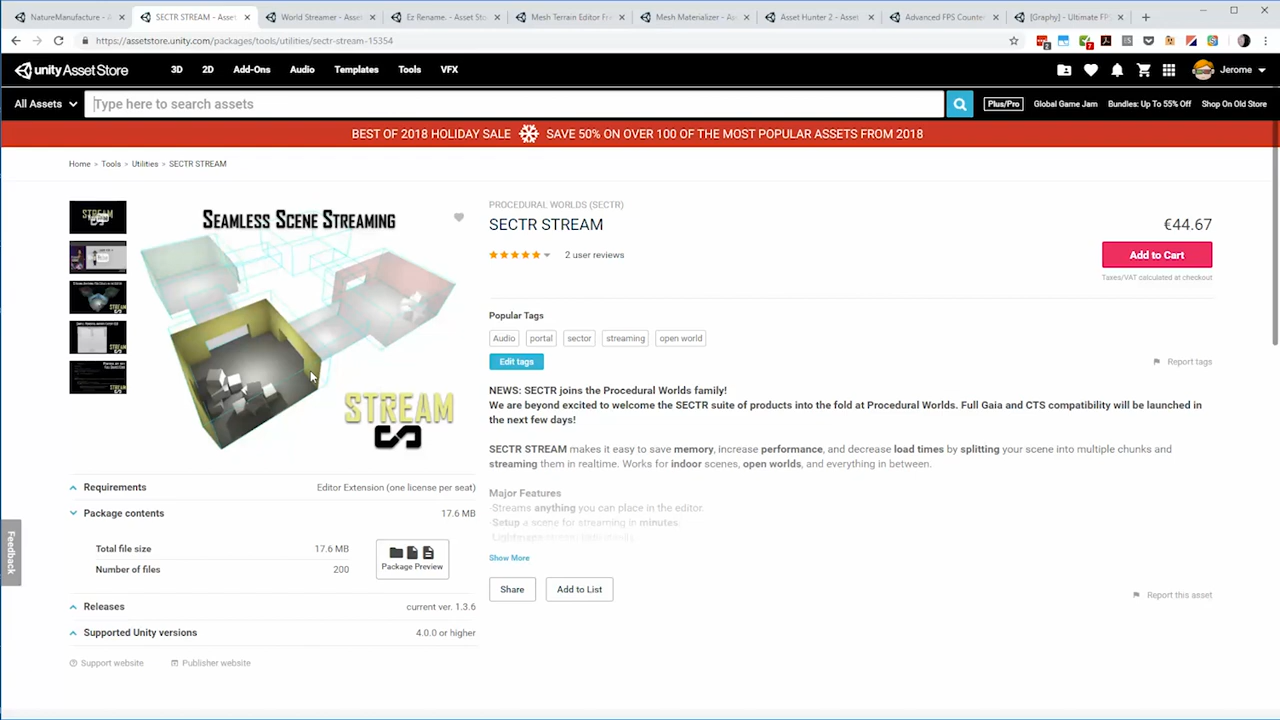 NatureManufacture - A
SECTR STREAM - Asset
World Streamer - Asse
Ez Rename. - Asset Sto
Mesh Terrain Editor Fre
Mesh Materializer - As
Asset Hunter 2 - Asset
Advanced FPS Counter
[Graphy] - Ultimate FP
https://assetstore.unity.com/packages/tools/utilities/sectr-stream-15354
unity Asset Store
3D
2D
Add-Ons
Audio
Templates
Tools
VFX
Jerome
All Assets
Type here to search assets
Plus/Pro
Global Game Jam
Bundles: Up To 55% Off
Shop On Old Store
BEST OF 2018 HOLIDAY SALE SAVE 50% ON OVER 100 OF THE MOST POPULAR ASSETS FROM 2018
Home > Tools > Utilities > SECTR STREAM
SEAMLESS SCENE STREAMING
STREAM
PROCEDURAL WORLDS (SECTR)
SECTR STREAM
2 user reviews
€44.67
Add to Cart
Taxes/VAT calculated at checkout
Popular Tags
Audio
portal
sector
streaming
open world
Edit tags
Report tags
NEWS: SECTR joins the Procedural Worlds family!
We are beyond excited to welcome the SECTR suite of products into the fold at Procedural Worlds. Full Gaia and CTS compatibility will be launched in
the next few days!
SECTR STREAM makes it easy to save memory, increase performance, and decrease load times by splitting your scene into multiple chunks and
streaming them in realtime. Works for indoor scenes, open worlds, and everything in between.
Major Features
-Streams anything you can place in the editor.
-Setup a scene for streaming in minutes.
Show More
Share
Add to List
Report this asset
Requirements
Editor Extension (one license per seat)
Package contents
17.6 MB
Total file size
17.6 MB
Number of files
200
Package Preview
Releases
current ver. 1.3.6
Supported Unity versions
4.0.0 or higher
Support website
Publisher website
Feedback